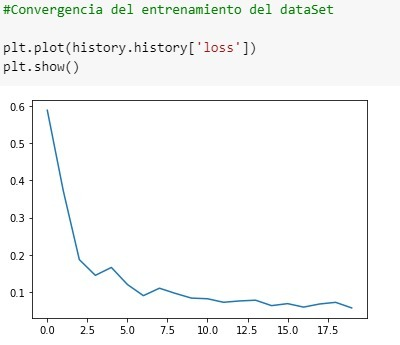 #Convergencia del entrenamiento del dataSet
plt.plot(history.history['loss'])
plt.show()
0.6
0.5
0.4
0.3
0.2
0.1
0.0 2.5 5.0 7.5 10.0 12.5 15.0 17.5